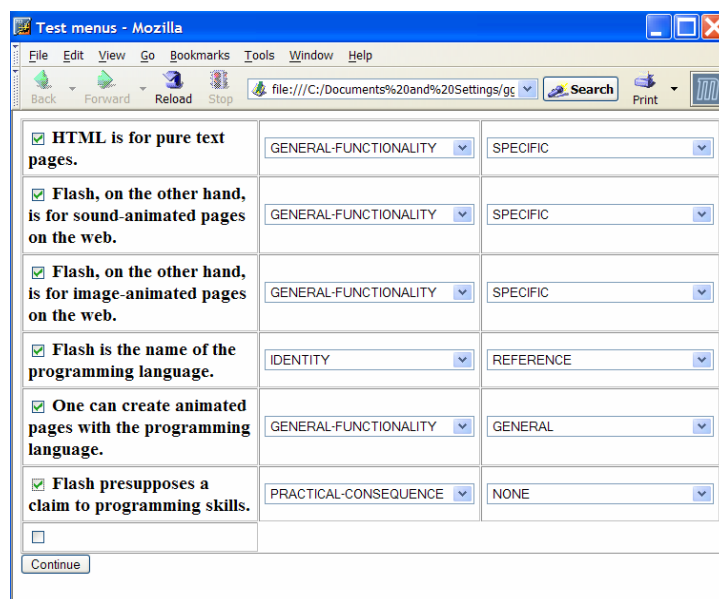 Test menus - Mozilla
File Edit View Go Bookmarks Tools Window Help
Back Forward Reload Stop file:///C:/Documents%20and%20Settings/gc Search Print
HTML is for pure text
pages.
GENERAL-FUNCTIONALITY SPECIFIC
Flash, on the other hand,
is for sound-animated pages
on the web.
GENERAL-FUNCTIONALITY SPECIFIC
Flash, on the other hand,
is for image-animated pages
on the web.
GENERAL-FUNCTIONALITY SPECIFIC
Flash is the name of the
programming language.
IDENTITY REFERENCE
One can create animated
pages with the programming
language.
GENERAL-FUNCTIONALITY GENERAL
Flash presupposes a
claim to programming skills.
PRACTICAL-CONSEQUENCE NONE
Continue